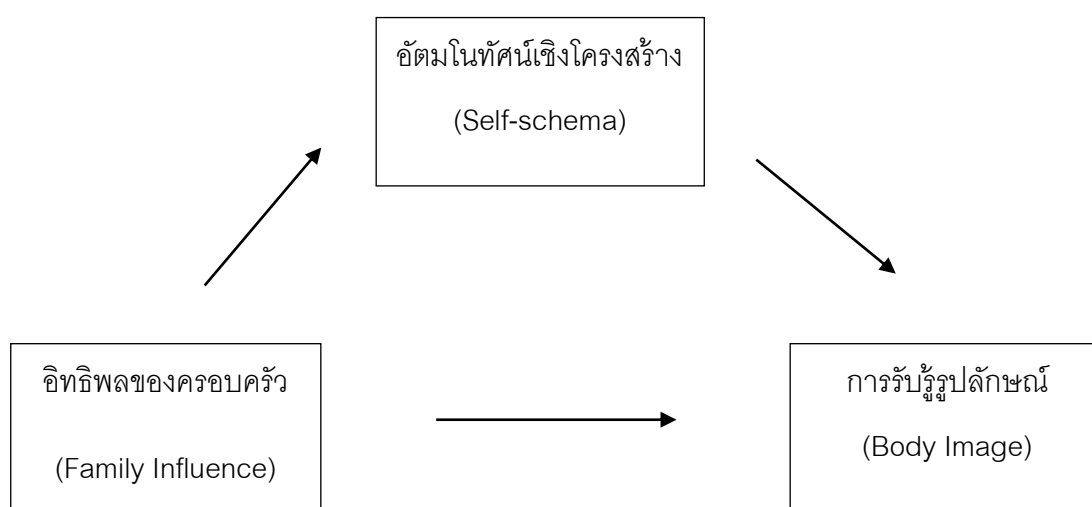 อัตมโนทัศน์เชิงโครงสร้าง
(Self-schema)
อิทธิพลของครอบครัว
(Family Influence)
การรับรู้รูปลักษณ์
(Body Image)